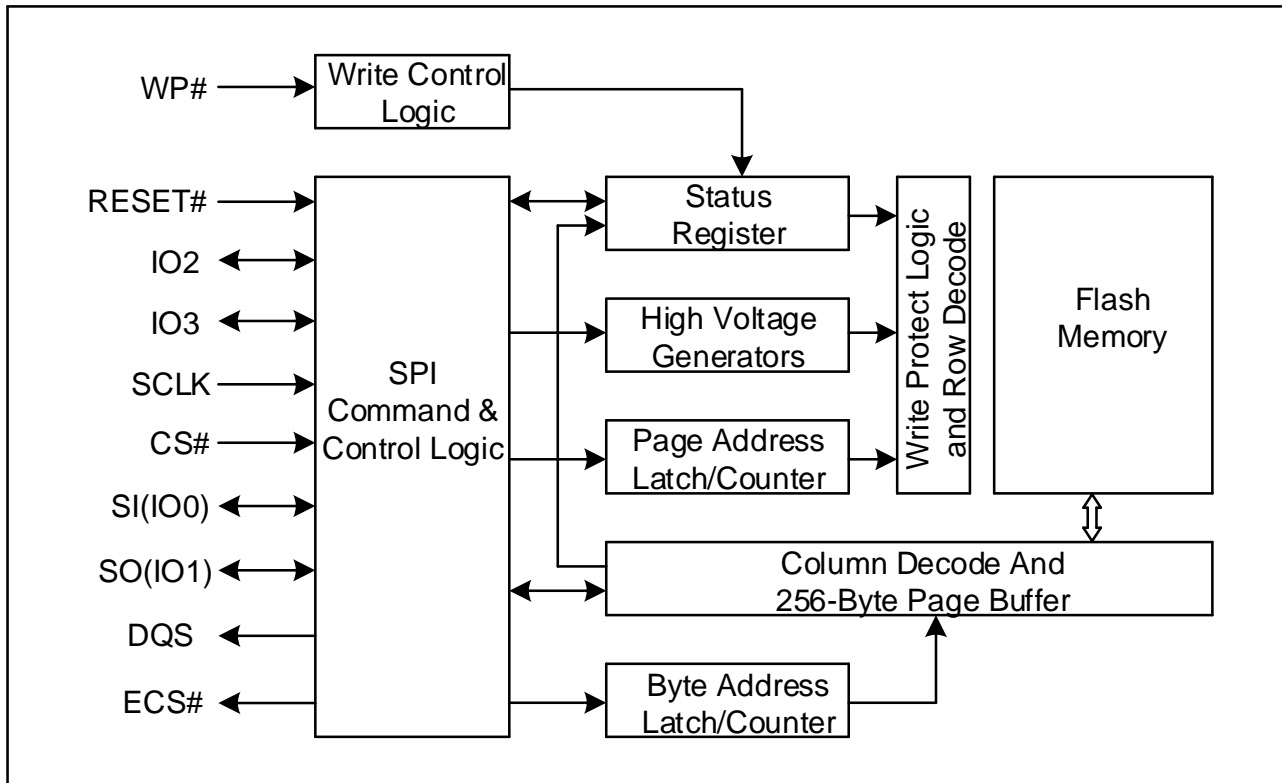 WP#
Write Control
Logic
RESET#
IO2
IO3
SCLK
CS#
SI(IO0)
SO(IO1)
DQS
ECS#
SPI
Command &
Control Logic
Status
Register
High Voltage
Generators
Page Address
Latch/Counter
Write Protect Logic
and Row Decode
Flash
Memory
Column Decode And
256-Byte Page Buffer
Byte Address
Latch/Counter